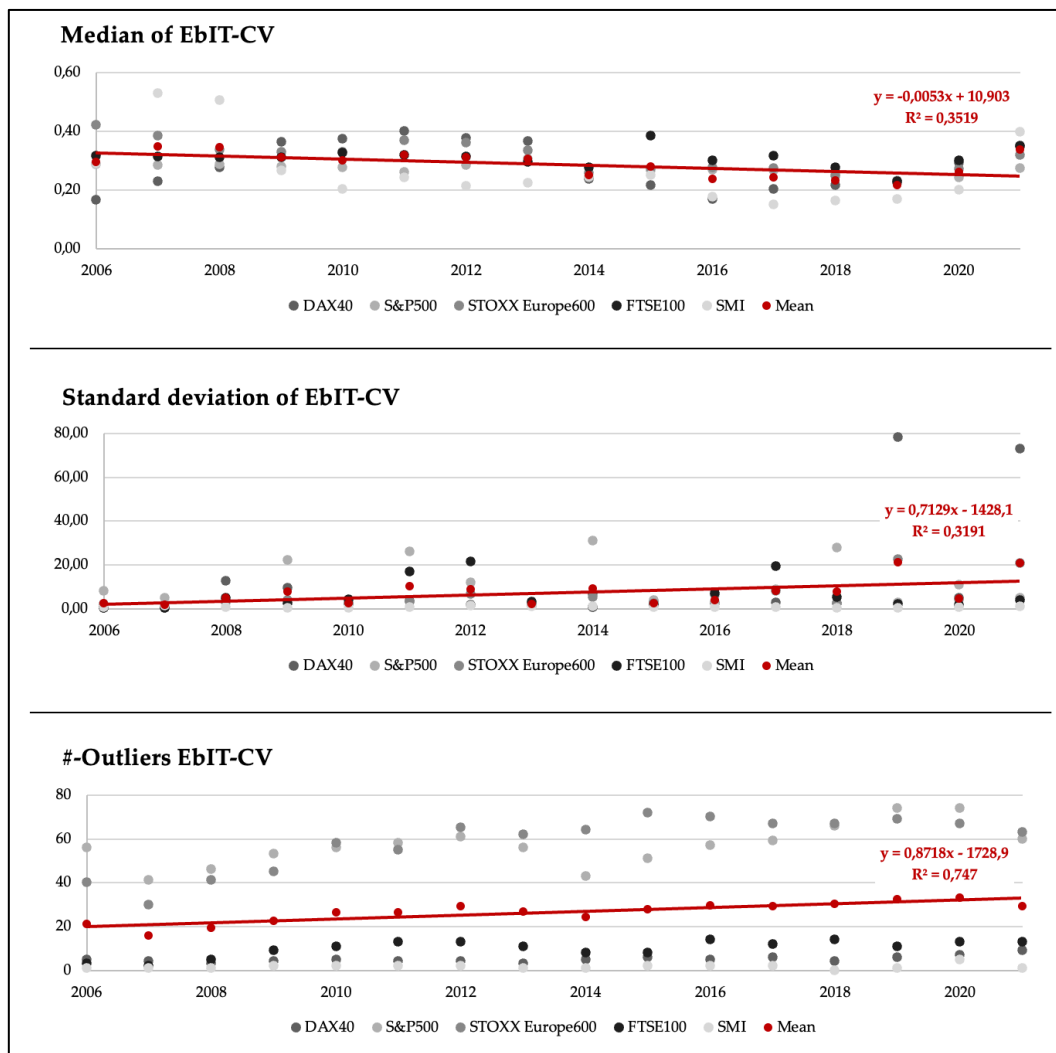 Median of EbIT-CV
0,60
0,40
0,20
0,00
y = -0,0053x + 10,903
R² = 0,3519
2006 2008 2010 2012 2014 2016 2018 2020
DAX40 S&P500 STOXX Europe600 FTSE100 SMI Mean
Standard deviation of EbIT-CV
80,00
60,00
40,00
20,00
0,00
y = 0,7129x - 1428,1
R² = 0,3191
2006 2008 2010 2012 2014 2016 2018 2020
DAX40 S&P500 STOXX Europe600 FTSE100 SMI Mean
#-Outliers EbIT-CV
80
60
40
20
0
y = 0,8718x - 1728,9
R² = 0,747
2006 2008 2010 2012 2014 2016 2018 2020
DAX40 S&P500 STOXX Europe600 FTSE100 SMI Mean